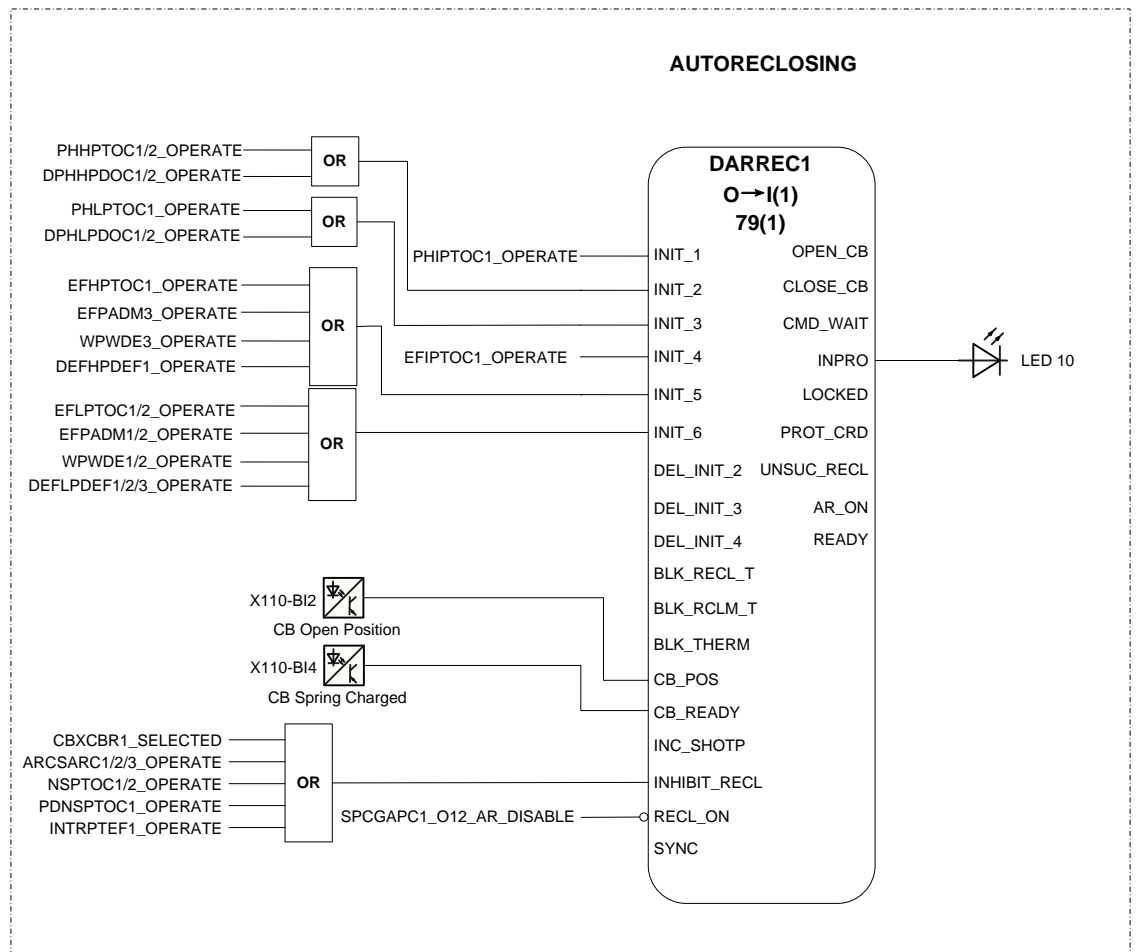 AUTORECLOSING
PHHPTOC1/2_OPERATE
DPHHPDOC1/2_OPERATE
OR
PHLPTOC1_OPERATE
DPHLPDOC1/2_OPERATE
OR
EFHPTOC1_OPERATE
EFPADM3_OPERATE
WPWDE3_OPERATE
DEFHPDEF1_OPERATE
OR
EFLPTOC1/2_OPERATE
EFPADM1/2_OPERATE
WPWDE1/2_OPERATE
DEFLPDEF1/2/3_OPERATE
OR
PHIPTOC1_OPERATE
EFIPTOC1_OPERATE
X110-BI2
CB Open Position
X110-BI4
CB Spring Charged
CBXCBR1_SELECTED
ARCSARC1/2/3_OPERATE
NSPTOC1/2_OPERATE
PDNSPTOC1_OPERATE
INTRPTEF1_OPERATE
OR
SPCGAPC1_O12_AR_DISABLE
DARREC1
O→I(1)
79(1)
INIT_1
INIT_2
INIT_3
INIT_4
INIT_5
INIT_6
DEL_INIT_2
DEL_INIT_3
DEL_INIT_4
BLK_RECL_T
BLK_RCLM_T
BLK_THERM
CB_POS
CB_READY
INC_SHOTP
INHIBIT_RECL
RECL_ON
SYNC
OPEN_CB
CLOSE_CB
CMD_WAIT
INPRO
LOCKED
PROT_CRD
UNSUC_RECL
AR_ON
READY
LED 10